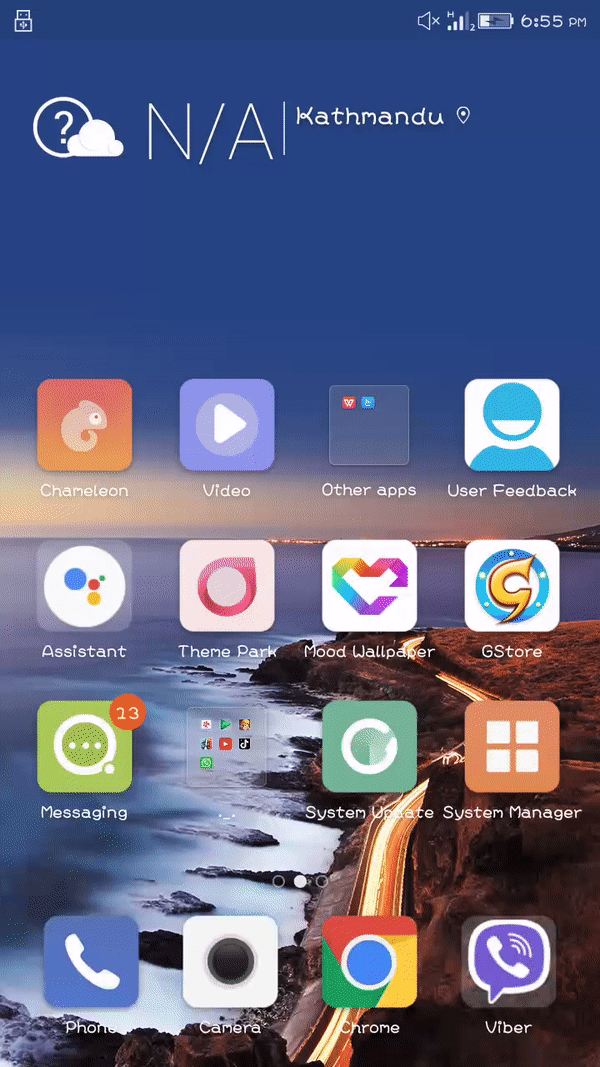 H
2
6:55 PM
?
N/A
Kathmandu
Chameleon Video Other apps User Feedback
Assistant Theme Park Mood Wallpaper GStore
13
Messaging ._. System Update System Manager
Phone Camera Chrome Viber